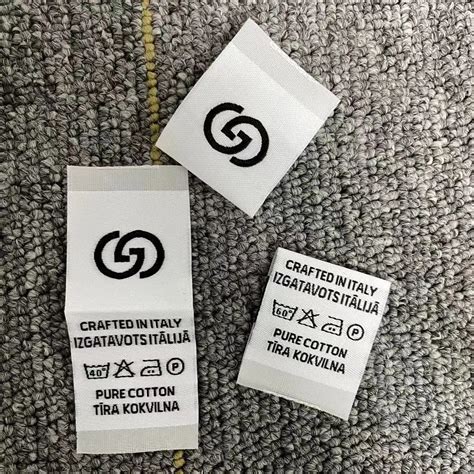 CRAFTED IN ITALY
IZGATAVOTS ITĀLIJĀ
40° P
PURE COTTON
TĪRA KOKVILNA
CRAFTED IN ITALY
IZGATAVOTS ITĀLIJĀ
60° P
PURE COTTON
TĪRA KOKVILNA